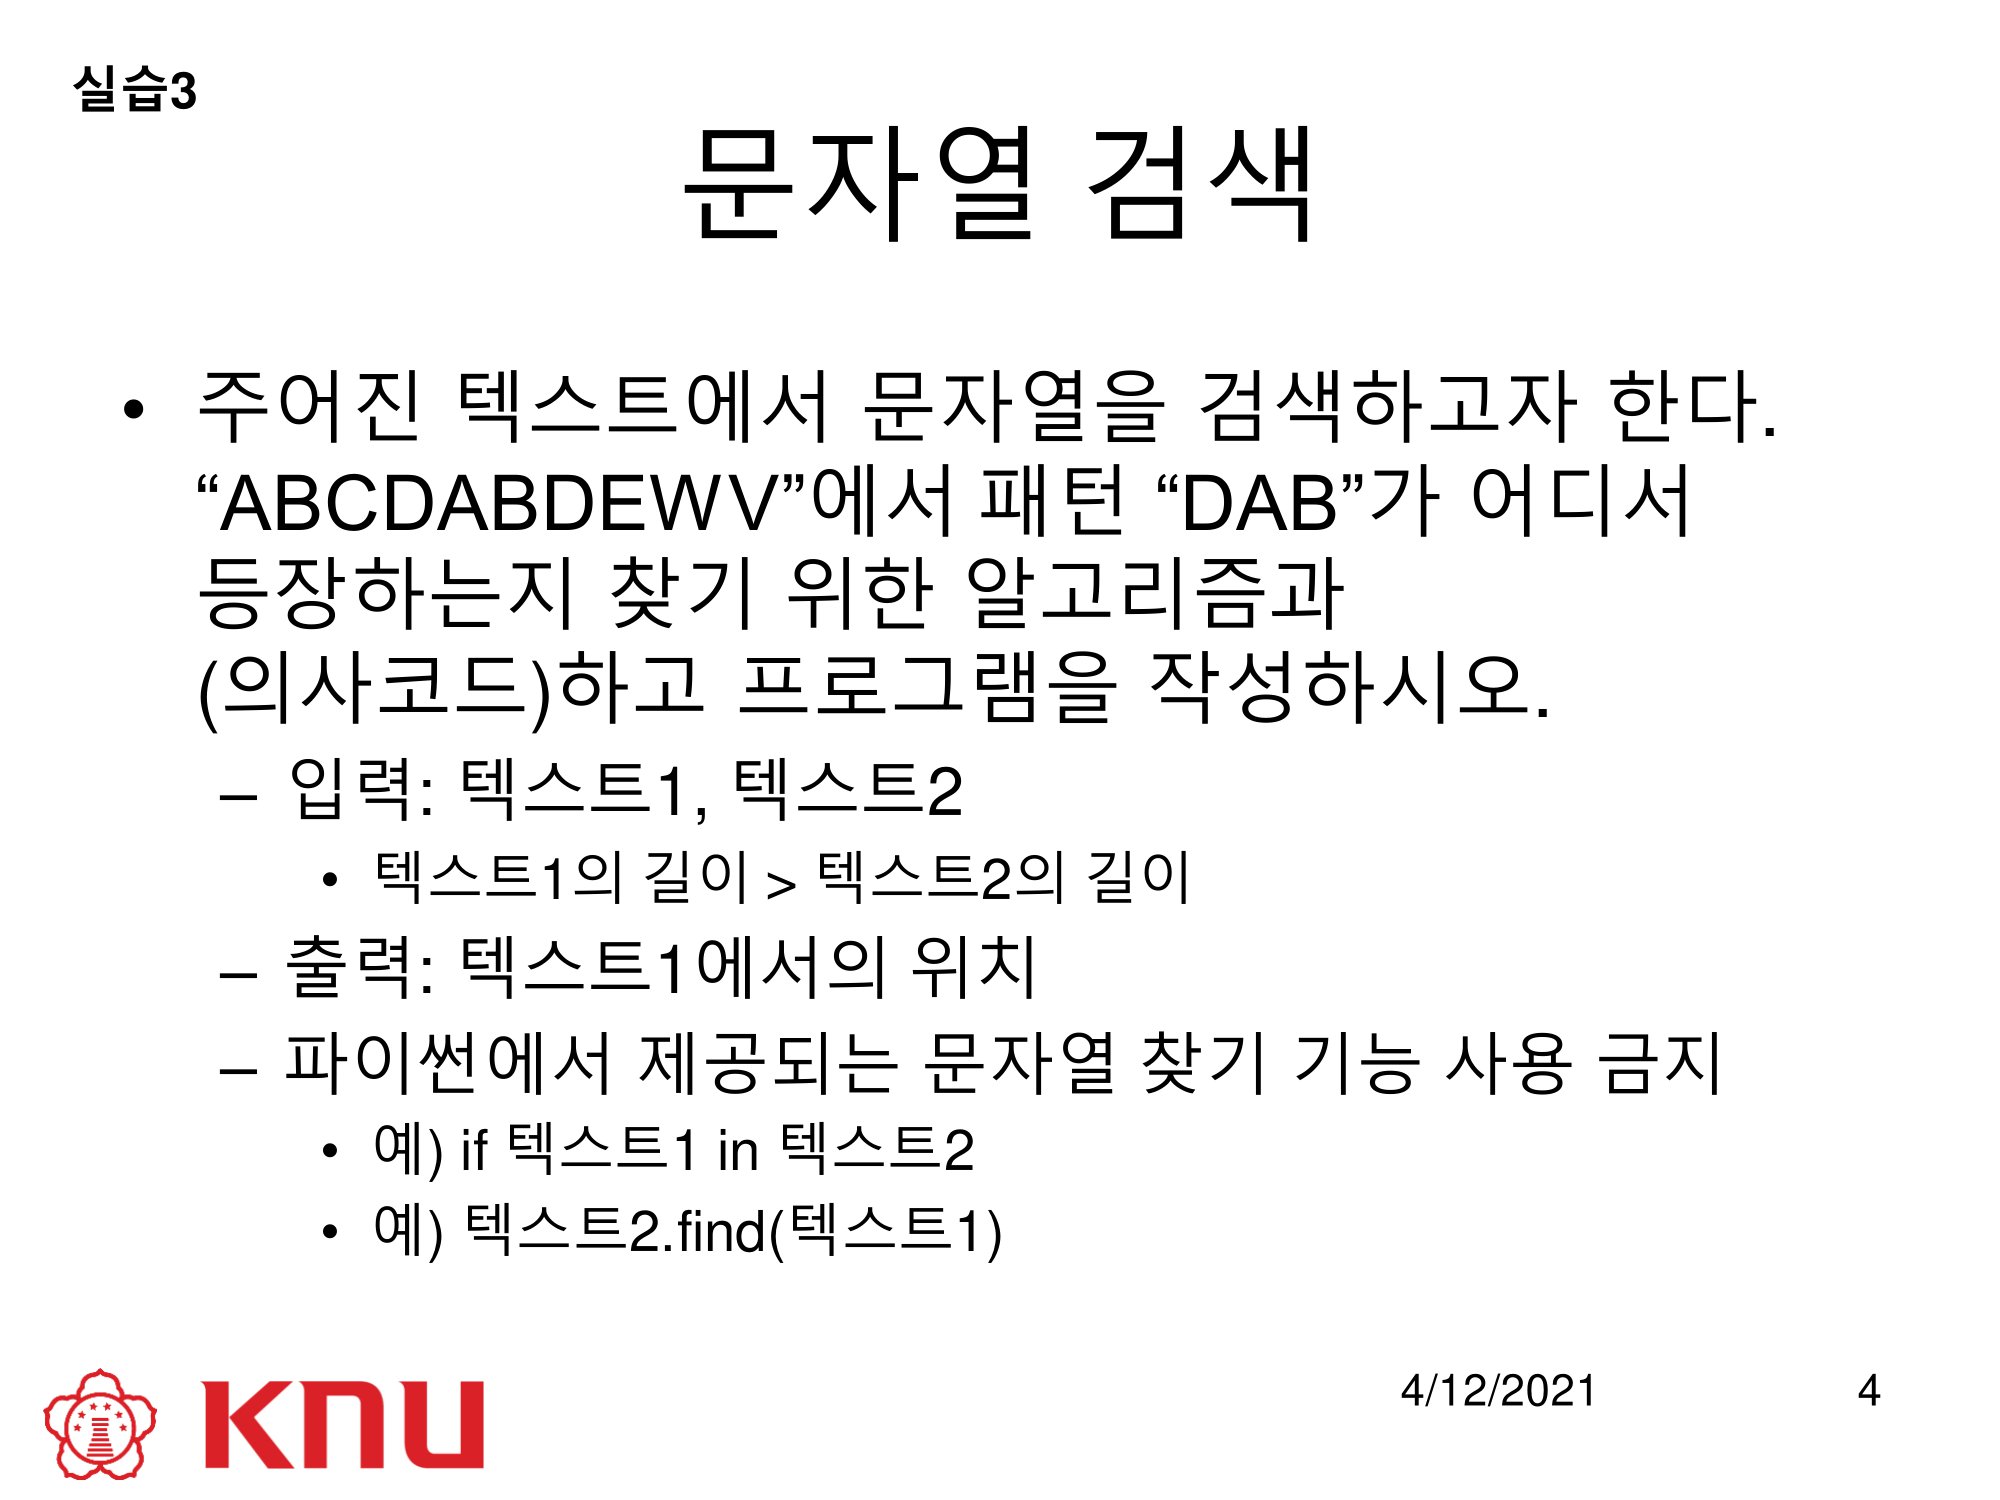 실습3
문자열 검색
• 주어진 텍스트에서 문자열을 검색하고자 한다.
“ABCDABDEWV”에서 패턴 “DAB”가 어디서
등장하는지 찾기 위한 알고리즘과
(의사코드)하고 프로그램을 작성하시오.
– 입력: 텍스트1, 텍스트2
• 텍스트1의 길이 > 텍스트2의 길이
– 출력: 텍스트1에서의 위치
– 파이썬에서 제공되는 문자열 찾기 기능 사용 금지
• 예) if 텍스트1 in 텍스트2
• 예) 텍스트2.find(텍스트1)
KNU
4/12/2021
4